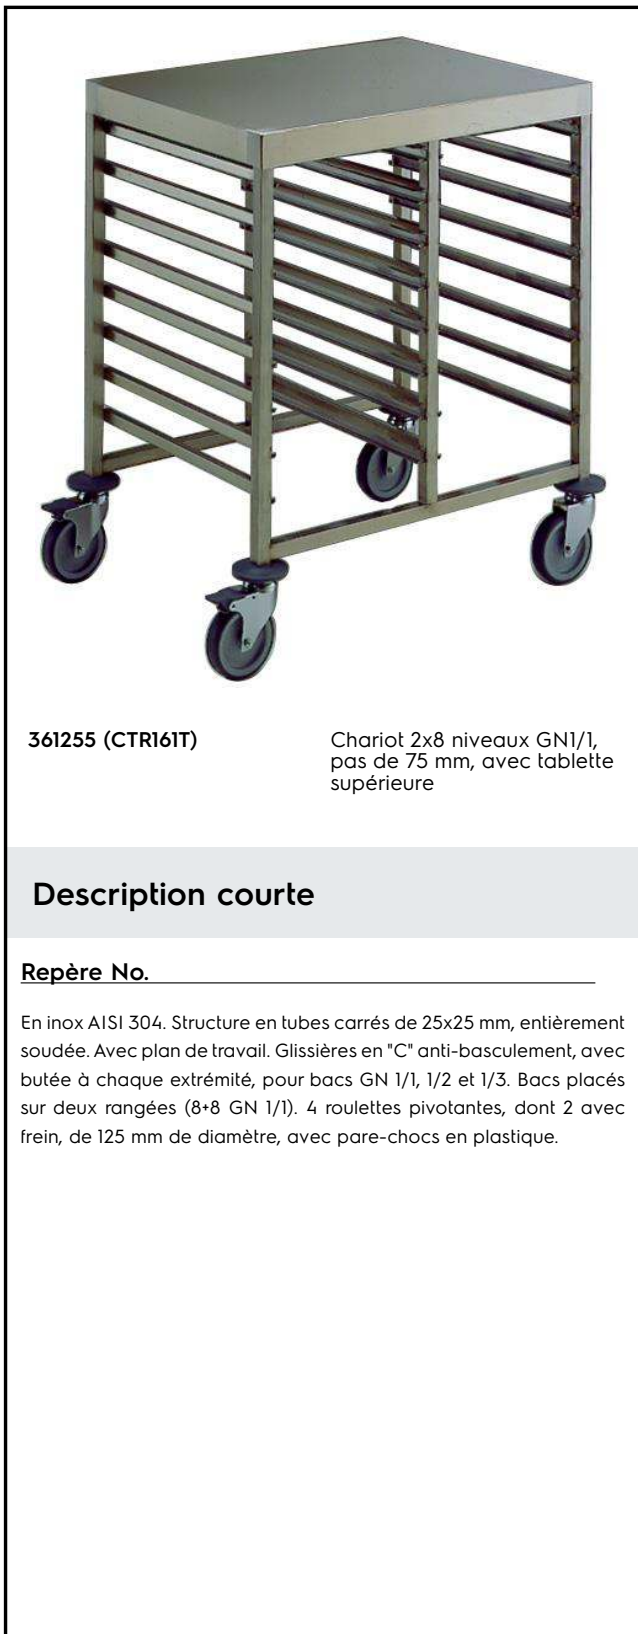 361255 (CTR161T)
Chariot 2x8 niveaux GN1/1,
pas de 75 mm, avec tablette
supérieure
Description courte
Repère No.
En inox AISI 304. Structure en tubes carrés de 25x25 mm, entièrement
soudée. Avec plan de travail. Glissières en "C" anti-basculement, avec
butée à chaque extrémité, pour bacs GN 1/1, 1/2 et 1/3. Bacs placés
sur deux rangées (8+8 GN 1/1). 4 roulettes pivotantes, dont 2 avec
frein, de 125 mm de diamètre, avec pare-chocs en plastique.